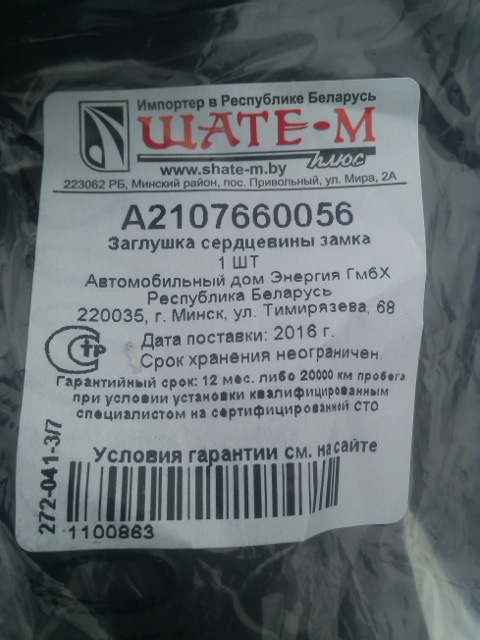 Импортер в Республике Беларусь
ШАТЕ-М
плюс
www.shate-m.by
223062 РБ, Минский район, пос. Привольный, ул. Мира, 2А
A2107660056
Заглушка сердцевины замка
1 ШТ
Автомобильный дом Энергия ГмбХ
Республика Беларусь
220035, г. Минск, ул. Тимирязева, 68
Дата поставки: 2016 г.
Срок хранения неограничен.
Гарантийный срок: 12 мес. либо 20000 км пробега
при условии установки квалифицированным
специалистом на сертифицированной СТО
Условия гарантии см. на сайте
272-041-3/7
1100863